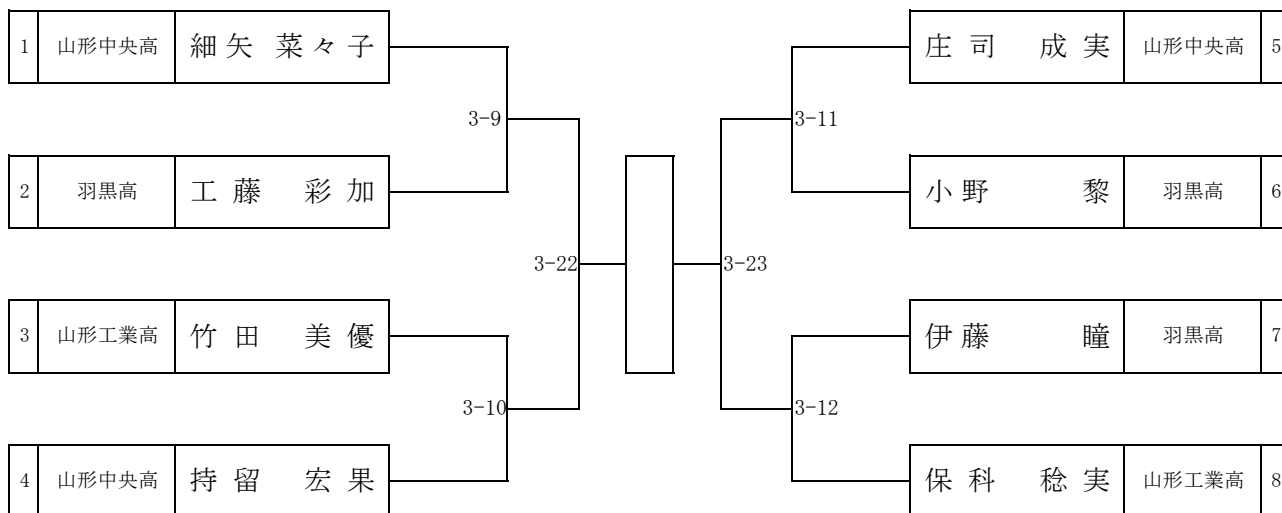 1 山形中央高 細矢 菜々子
庄司 成実 山形中央高 5
3-9
3-11
2 羽黒高 工藤 彩加
小野 黎 羽黒高 6
3-22
3-23
3 山形工業高 竹田 美優
伊藤 瞳 羽黒高 7
3-10
3-12
4 山形中央高 持留 宏果
保科 稔実 山形工業高 8